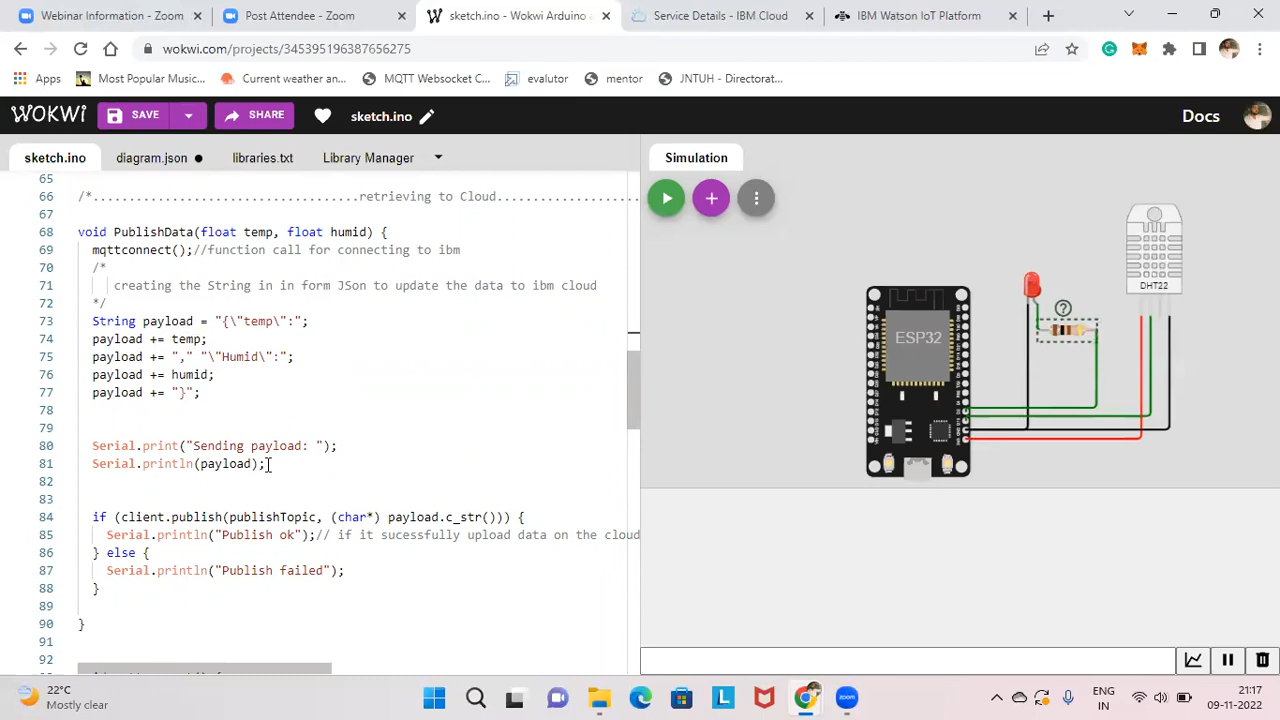 Webinar Information - Zoom
Post Attendee - Zoom
sketch.ino - Wokwi Arduino
Service Details - IBM Cloud
IBM Watson IoT Platform
wokwi.com/projects/345395196387656275
Apps
Most Popular Music...
Current weather an...
MQTT Websocket C...
evalutor
mentor
JNTUH - Directorat...
WOKWI
SAVE
SHARE
sketch.ino
Docs
sketch.ino
diagram.json
libraries.txt
Library Manager
Simulation
65
66 /*...................................retrieving to Cloud...................
67
68 void PublishData(float temp, float humid) {
69 mqttconnect();//function call for connecting to ibm
70 /*
71 creating the String in in form JSon to update the data to ibm cloud
72 */
73 String payload = "{\"temp\":";
74 payload += temp;
75 payload += "," "\"Humid\":";
76 payload += humid;
77 payload += "}";
78
79
80 Serial.print("Sending payload: ");
81 Serial.println(payload);
82
83
84 if (client.publish(publishTopic, (char*) payload.c_str())) {
85 Serial.println("Publish ok");// if it sucessfully upload data on the cloud
86 } else {
87 Serial.println("Publish failed");
88 }
89
90 }
91
92
ESP32
DHT22
?
22°C
Mostly clear
ENG
IN
21:17
09-11-2022